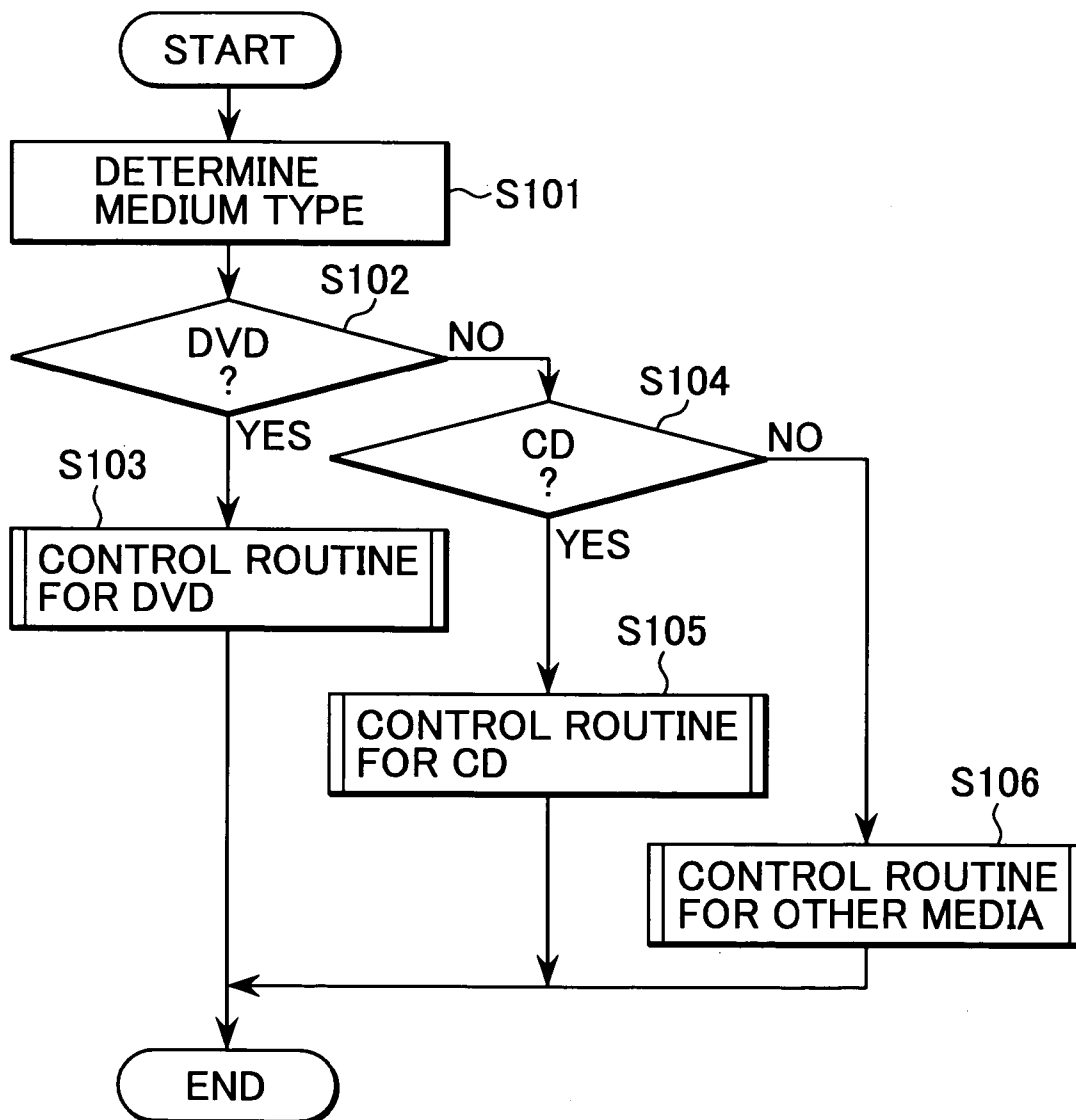 START
DETERMINE
MEDIUM TYPE
S101
S102
DVD
?
NO
YES
S104
CD
?
NO
YES
S103
CONTROL ROUTINE
FOR DVD
S105
CONTROL ROUTINE
FOR CD
S106
CONTROL ROUTINE
FOR OTHER MEDIA
END